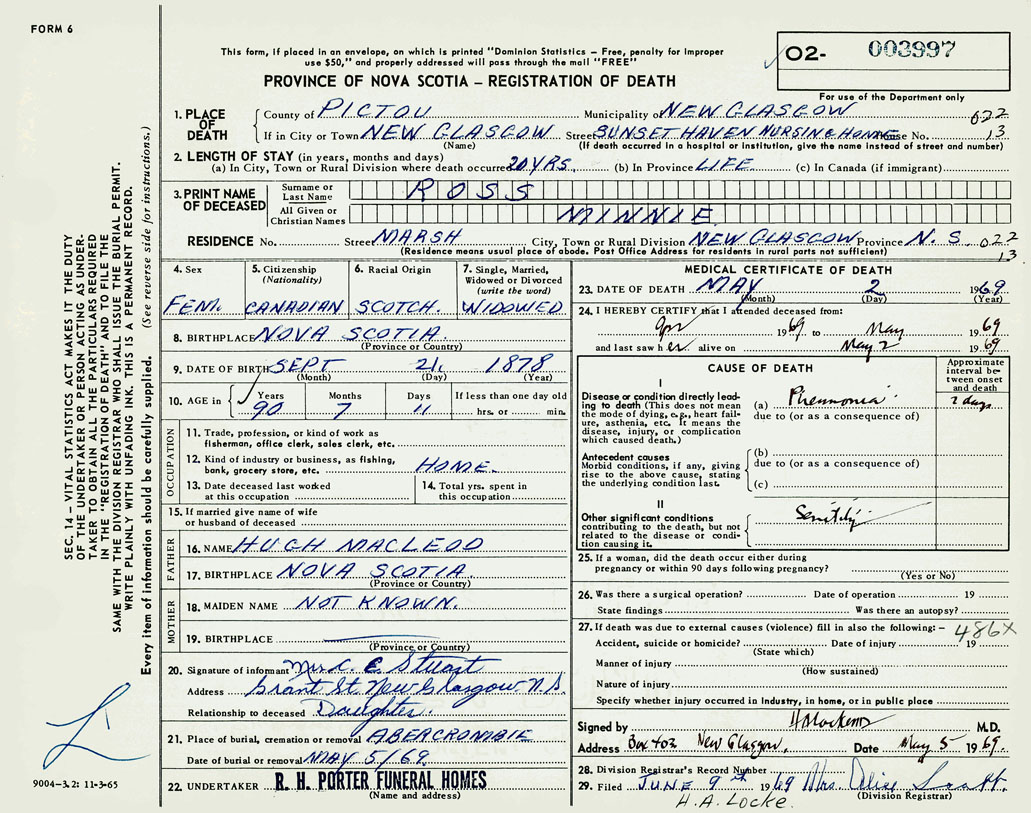 FORM 6
This form, if placed in an envelope, on which is printed "Dominion Statistics – Free, penalty for improper
use $50," and properly addressed will pass through the mail "FREE"
O2- 003997
For use of the Department only
PROVINCE OF NOVA SCOTIA – REGISTRATION OF DEATH
1. PLACE OF DEATH
County of PICTOU Municipality of NEW GLASGOW 022
If in City or Town NEW GLASGOW Street SUNSET HAVEN NURSING HOME House No. 13
(Name) (If death occurred in a hospital or institution, give the name instead of street and number)
2. LENGTH OF STAY (in years, months and days)
(a) In City, Town or Rural Division where death occurred 20 YRS. (b) In Province LIFE (c) In Canada (if immigrant)
3. PRINT NAME OF DECEASED
Surname or Last Name ROSS
All Given or Christian Names MINNIE
RESIDENCE No. Street MARSH City, Town or Rural Division NEW GLASGOW Province N.S. 022
(Residence means usual place of abode. Post Office Address for residents in rural parts not sufficient) 13
4. Sex
FEM.
5. Citizenship
(Nationality)
CANADIAN
6. Racial Origin
SCOTCH.
7. Single, Married,
Widowed or Divorced
(write the word)
WIDOWED
8. BIRTHPLACE NOVA SCOTIA
(Province or Country)
9. DATE OF BIRTH SEPT 21, 1878
(Month) (Day) (Year)
10. AGE in Years Months Days If less than one day old
90 7 11 hrs. or min.
OCCUPATION
11. Trade, profession, or kind of work as
fisherman, office clerk, sales clerk, etc.
12. Kind of industry or business, as fishing,
bank, grocery store, etc. HOME.
13. Date deceased last worked
at this occupation
14. Total yrs. spent in
this occupation
15. If married give name of wife
or husband of deceased
FATHER
16. NAME HUGH MACLEOD
17. BIRTHPLACE NOVA SCOTIA
(Province or Country)
MOTHER
18. MAIDEN NAME NOT KNOWN.
19. BIRTHPLACE
(Province or Country)
20. Signature of informant Mrs. C. E Stuart
Address Grant St. New Glasgow. N.S.
Relationship to deceased Daughter.
21. Place of burial, cremation or removal ABERCROMBIE
Date of burial or removal MAY 5/69.
22. UNDERTAKER R. H. PORTER FUNERAL HOMES
(Name and address)
MEDICAL CERTIFICATE OF DEATH
23. DATE OF DEATH MAY 2 1969
(Month) (Day) (Year)
24. I HEREBY CERTIFY that I attended deceased from:
1969 to May 1969
and last saw her alive on May 2 1969
CAUSE OF DEATH
Approximate
interval be-
tween onset
and death
I
Disease or condition directly lead-
ing to death (This does not
mean the mode of dying, e.g., heart fail-
ure, asthenia, etc. It means the
disease, injury, or complication
which caused death.)
(a) Pneumonia 2 days
due to (or as a consequence of)
Antecedent causes
Morbid conditions, if any, giving
rise to the above cause, stating
the underlying condition last.
(b)
due to (or as a consequence of)
(c)
II
Other significant conditions
contributing to the death, but not
related to the disease or condi-
tion causing it.
Senility
25. If a woman, did the death occur either during
pregnancy or within 90 days following pregnancy?
(Yes or No)
26. Was there a surgical operation? Date of operation 19
State findings Was there an autopsy?
27. If death was due to external causes (violence) fill in also the following: – 486X
Accident, suicide or homicide? Date of injury 19
(State which)
Manner of injury
(How sustained)
Nature of injury
Specify whether injury occurred in Industry, in home, or in public place
Signed by M.D.
Address Box 402 New Glasgow, Date May 5 1969.
28. Division Registrar's Record Number
29. Filed JUNE 9th 1969 Mrs. Alice
(Division Registrar)
H. A. Locke.
SEC. 14 – VITAL STATISTICS ACT MAKES IT THE DUTY
OF THE UNDERTAKER OR PERSON ACTING AS UNDER-
TAKER TO OBTAIN ALL THE PARTICULARS REQUIRED
IN THE "REGISTRATION OF DEATH" AND TO FILE THE
SAME WITH THE DIVISION REGISTRAR WHO SHALL ISSUE THE BURIAL PERMIT.
WRITE PLAINLY WITH UNFADING INK. THIS IS A PERMANENT RECORD.
Every item of information should be carefully supplied. (See reverse side for instructions.)
L
9004-3.2: 11-3-65